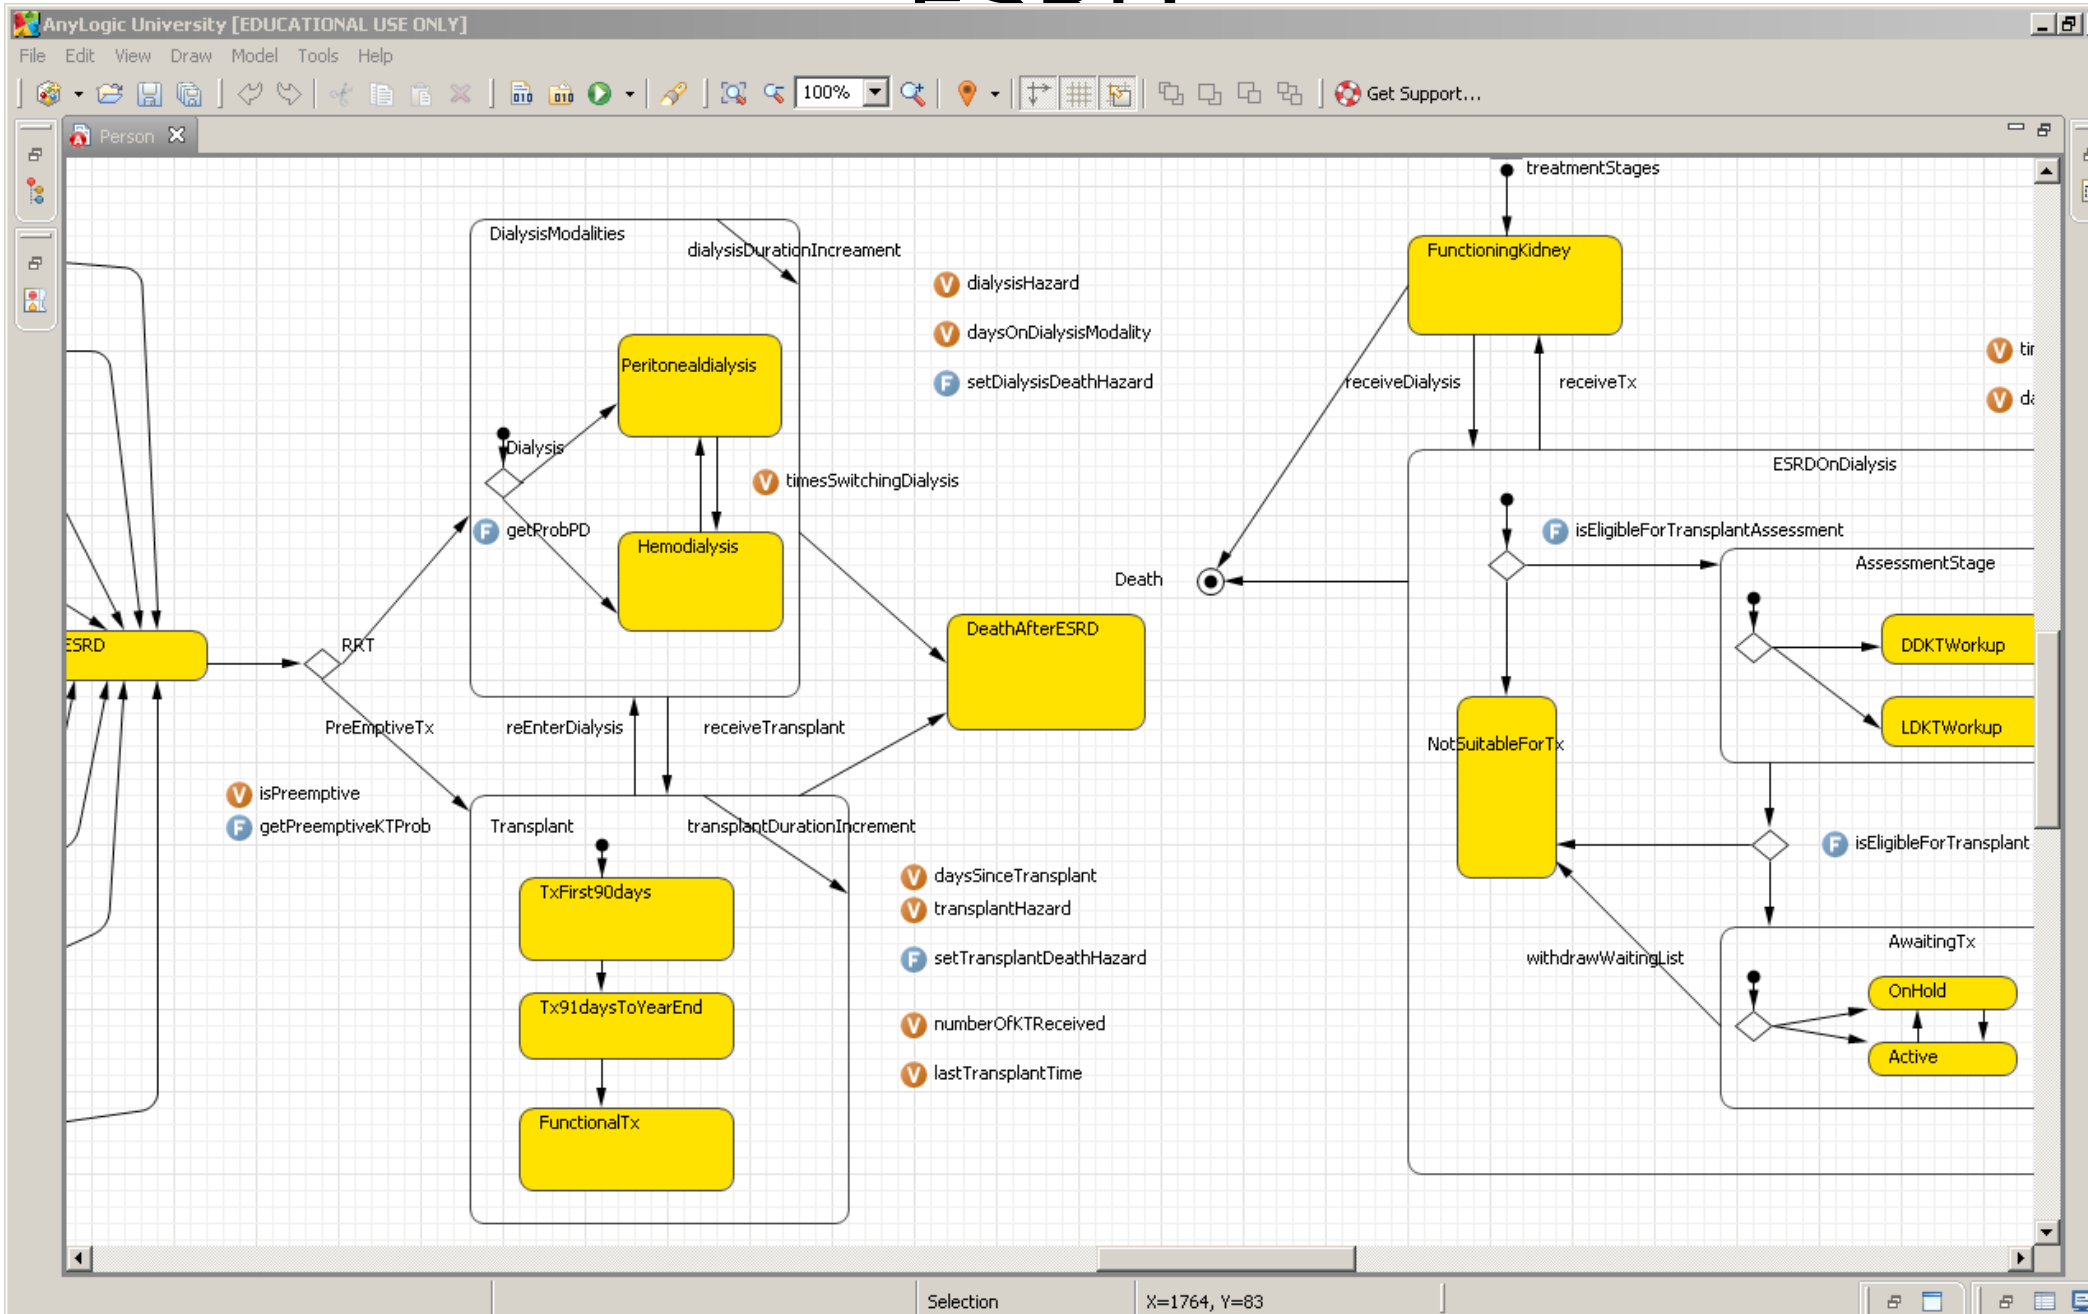 AnyLogic University [EDUCATIONAL USE ONLY]
File Edit View Draw Model Tools Help
100%
Get Support...
Person
treatmentStages
DialysisModalities
dialysisDurationIncreament
FunctioningKidney
dialysisHazard
daysOnDialysisModality
setDialysisDeathHazard
Peritonealdialysis
receiveDialysis
receiveTx
Dialysis
timesSwitchingDialysis
ESRDOnDialysis
getProbPD
isEligibleForTransplantAssessment
Hemodialysis
AssessmentStage
Death
DeathAfterESRD
ESRD
RRT
DDKTWorkup
PreEmptiveTx
reEnterDialysis
receiveTransplant
LDKTWorkup
NotSuitableForTx
isPreemptive
getPreemptiveKTProb
Transplant
transplantDurationIncrement
isEligibleForTransplant
TxFirst90days
daysSinceTransplant
transplantHazard
setTransplantDeathHazard
AwaitingTx
withdrawWaitingList
OnHold
Tx91daysToYearEnd
numberOfKTReceived
Active
lastTransplantTime
FunctionalTx
Selection
X=1764, Y=83